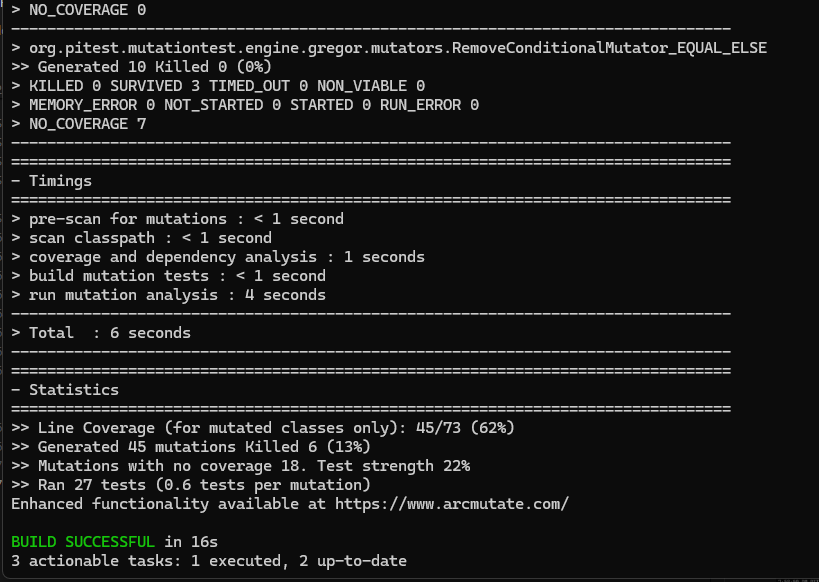 > NO_COVERAGE 0
--------------------------------------------------------------------------------
> org.pitest.mutationtest.engine.gregor.mutators.RemoveConditionalMutator_EQUAL_ELSE
>> Generated 10 Killed 0 (0%)
> KILLED 0 SURVIVED 3 TIMED_OUT 0 NON_VIABLE 0
> MEMORY_ERROR 0 NOT_STARTED 0 STARTED 0 RUN_ERROR 0
> NO_COVERAGE 7
--------------------------------------------------------------------------------
================================================================================
- Timings
================================================================================
> pre-scan for mutations : < 1 second
> scan classpath : < 1 second
> coverage and dependency analysis : 1 seconds
> build mutation tests : < 1 second
> run mutation analysis : 4 seconds
--------------------------------------------------------------------------------
> Total  : 6 seconds
--------------------------------------------------------------------------------
================================================================================
- Statistics
================================================================================
>> Line Coverage (for mutated classes only): 45/73 (62%)
>> Generated 45 mutations Killed 6 (13%)
>> Mutations with no coverage 18. Test strength 22%
>> Ran 27 tests (0.6 tests per mutation)
Enhanced functionality available at https://www.arcmutate.com/
BUILD SUCCESSFUL in 16s
3 actionable tasks: 1 executed, 2 up-to-date